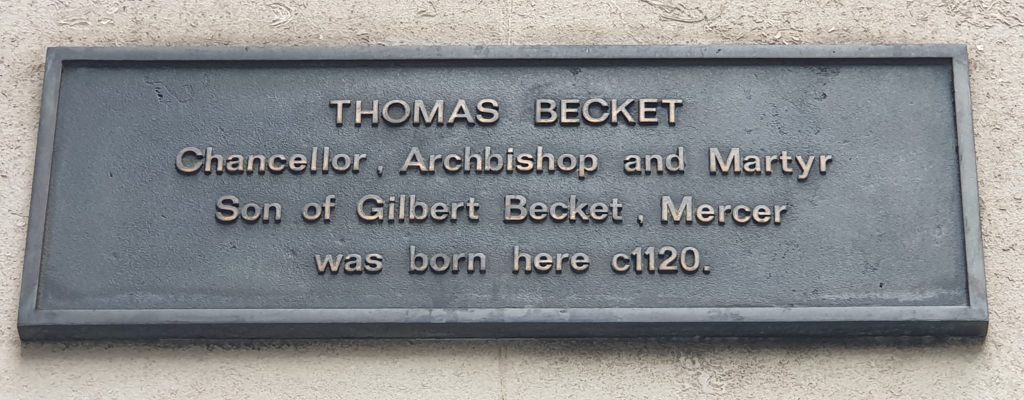 THOMAS BECKET
Chancellor, Archbishop and Martyr
Son of Gilbert Becket, Mercer
was born here c1120.